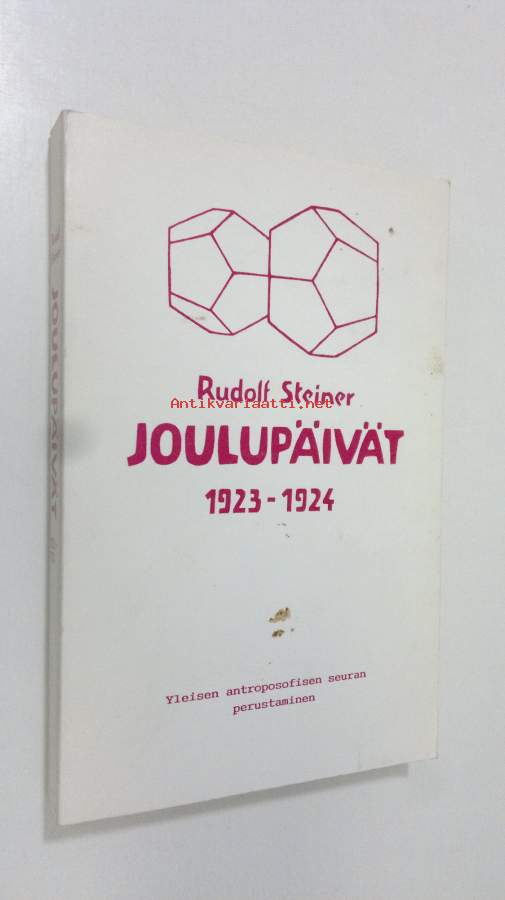 Rudolf Steiner
Antikvariaatti.net
JOULUPÄIVÄT
1923-1924
Yleisen antroposofisen seuran
perustaminen
JOULUPÄIVÄT